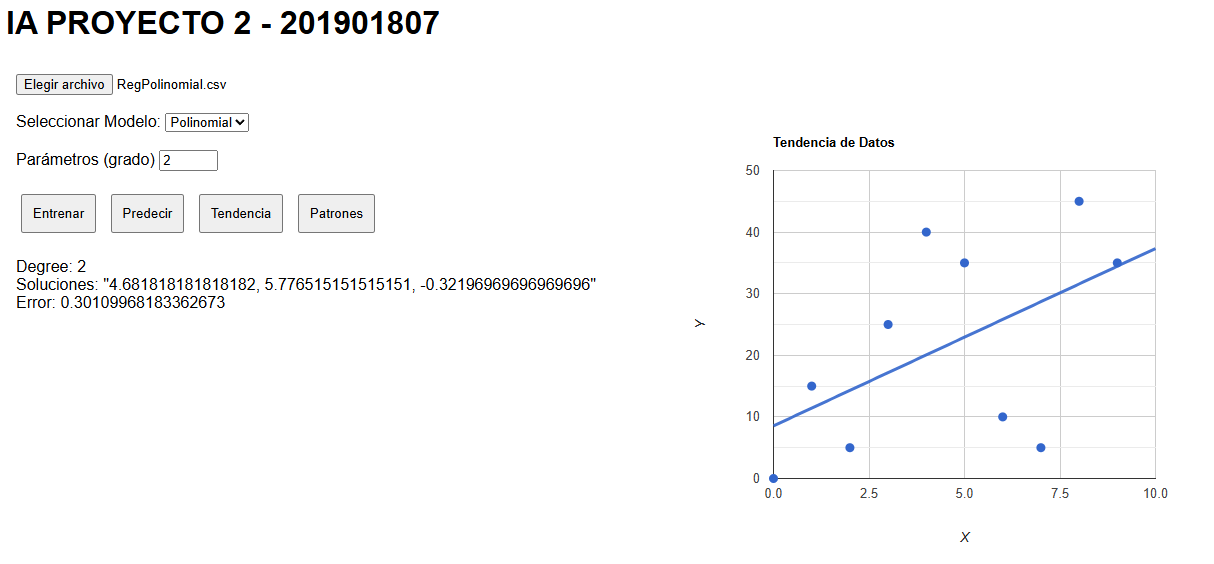 IA PROYECTO 2 - 201901807
Elegir archivo RegPolinomial.csv
Seleccionar Modelo: Polinomial
Parámetros (grado) 2
Entrenar Predecir Tendencia Patrones
Degree: 2
Soluciones: "4.681818181818182, 5.776515151515151, -0.32196969696969696"
Error: 0.30109968183362673
Tendencia de Datos
50
40
30
20
10
0
Y
0.0 2.5 5.0 7.5 10.0
X